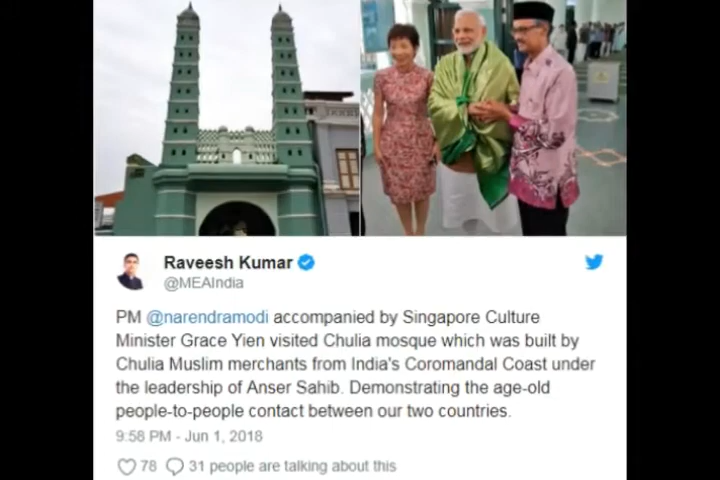 Raveesh Kumar
@MEAIndia
PM @narendramodi accompanied by Singapore Culture
Minister Grace Yien visited Chulia mosque which was built by
Chulia Muslim merchants from India's Coromandal Coast under
the leadership of Anser Sahib. Demonstrating the age-old
people-to-people contact between our two countries.
9:58 PM - Jun 1, 2018
78 31 people are talking about this